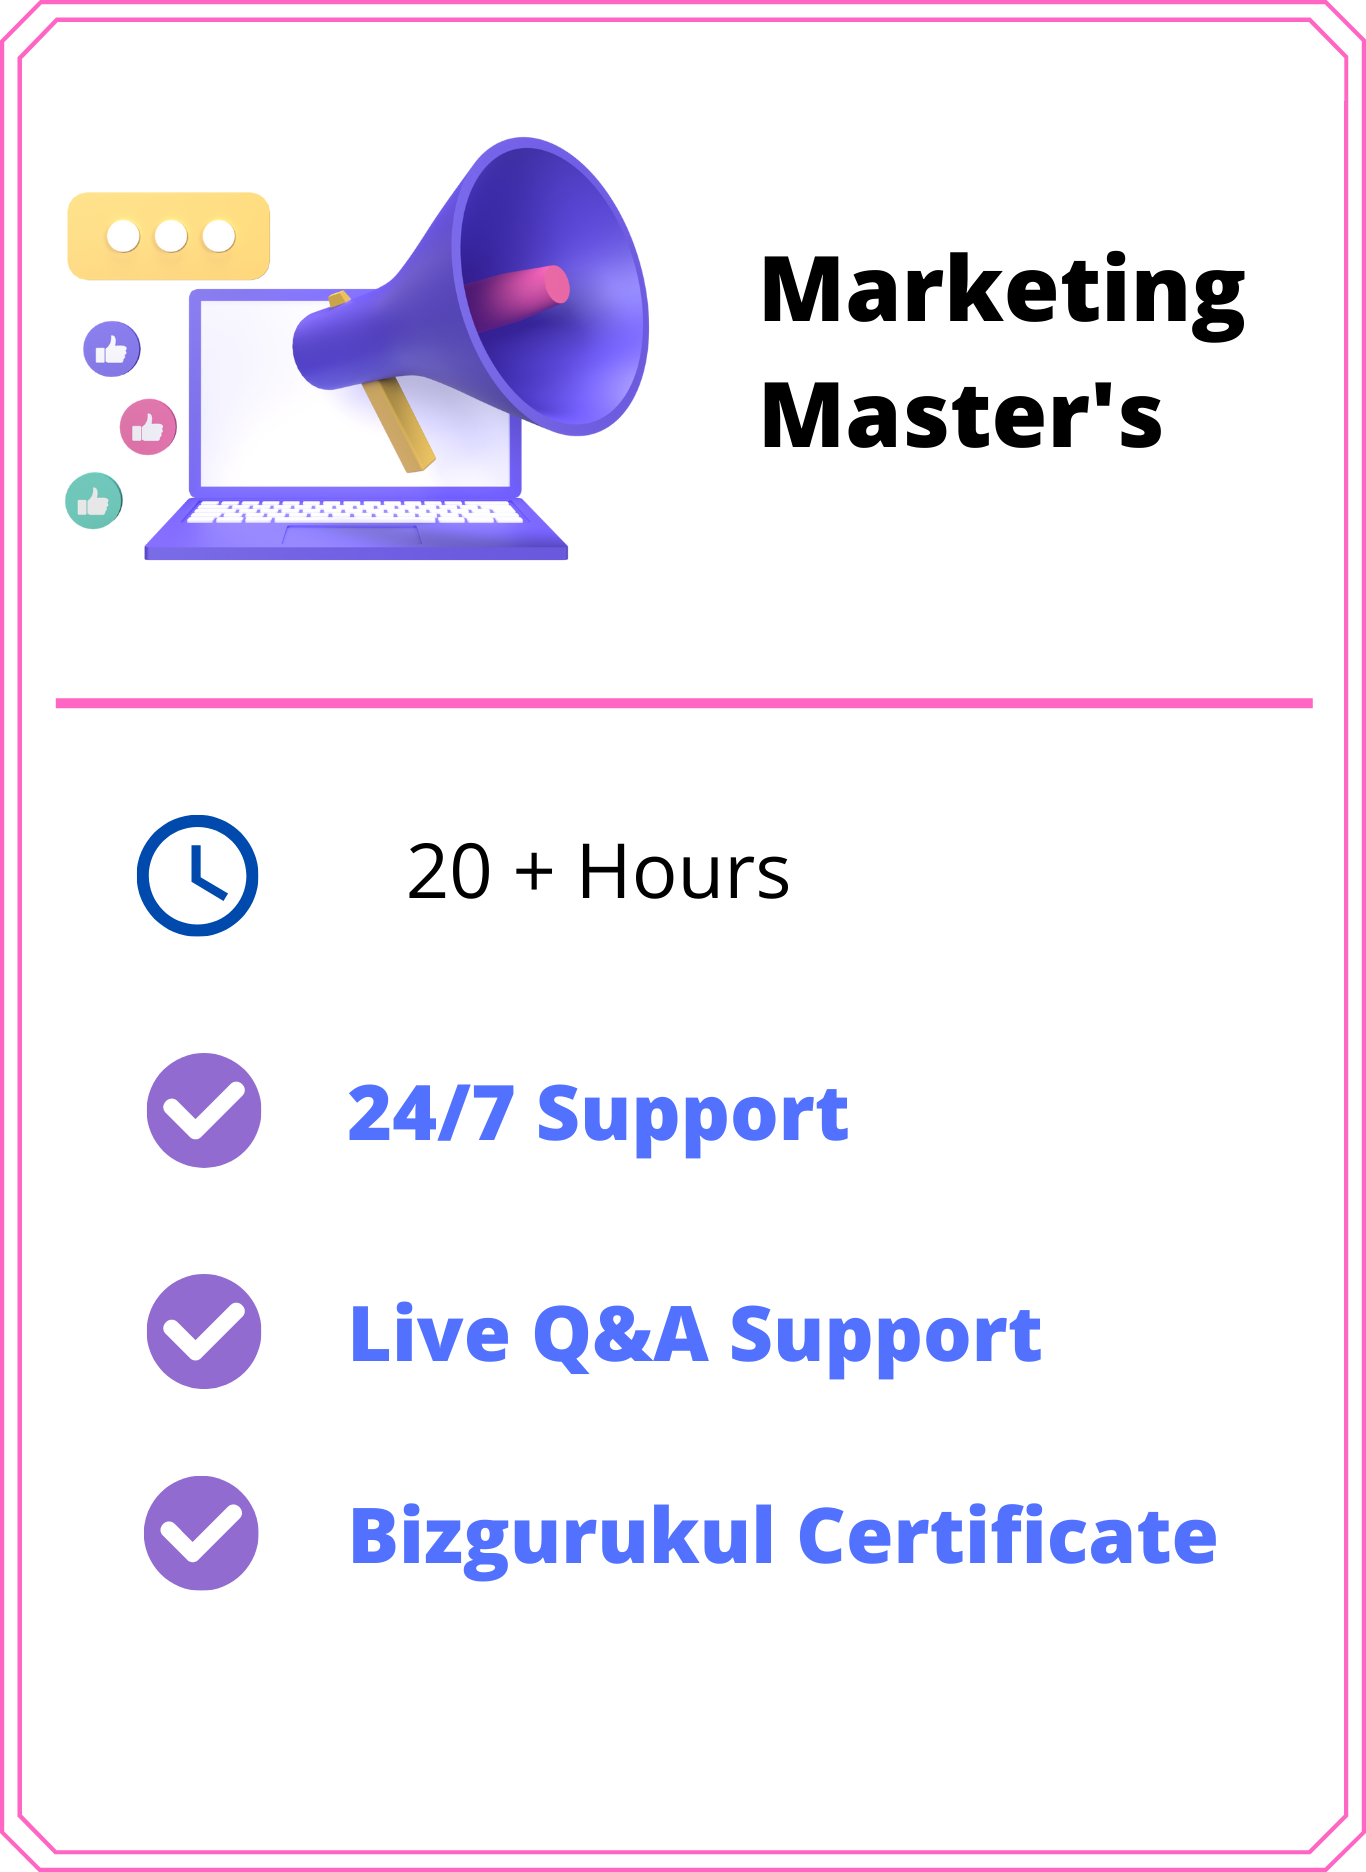 Marketing
Master's
20 + Hours
24/7 Support
Live Q&A Support
Bizgurukul Certificate